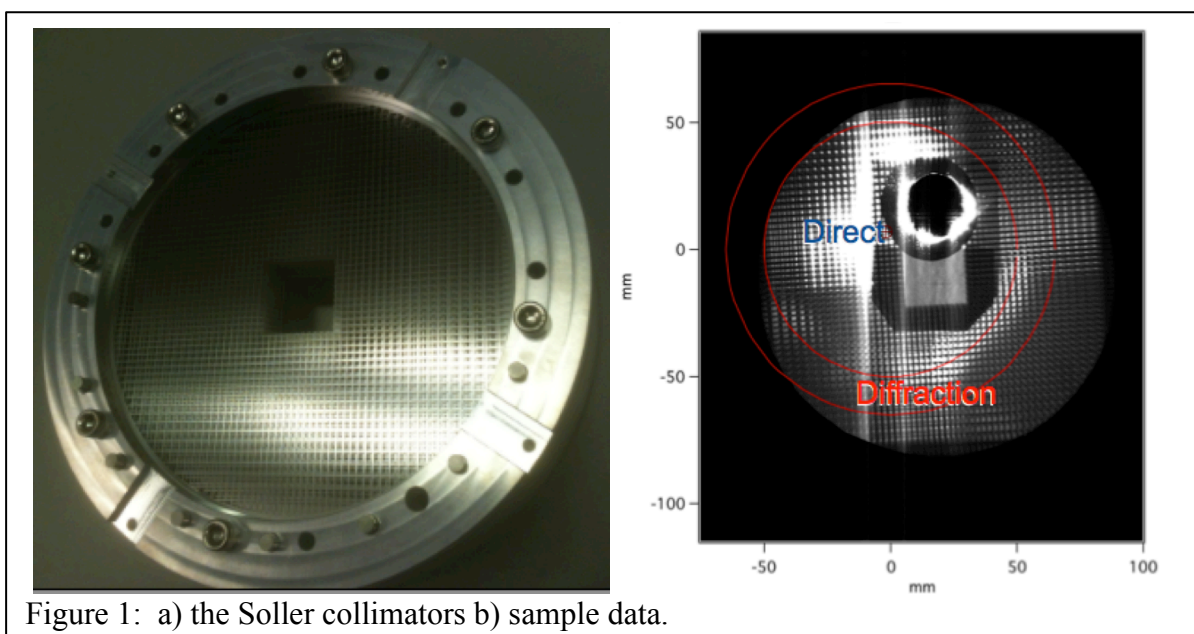 50
0
-50
-100
mm
Direct
Diffraction
-50
0
50
100
mm
Figure 1: a) the Soller collimators b) sample data.